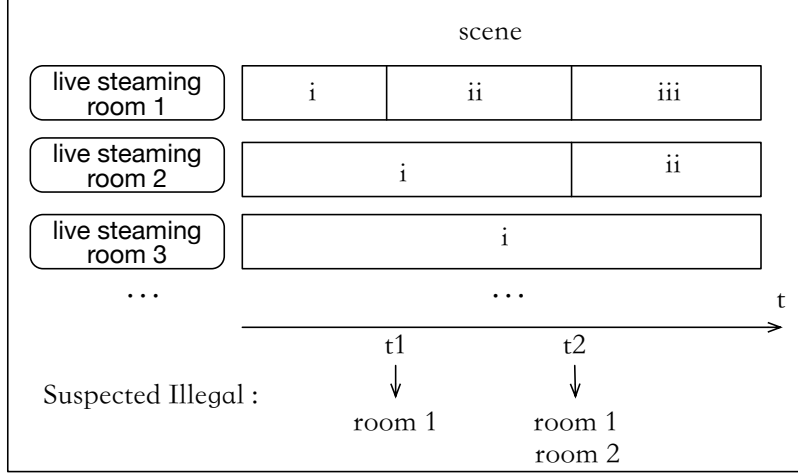 scene
live steaming
room 1
i ii iii
live steaming
room 2
i ii
live steaming
room 3
i
... ...
t
t1 t2
Suspected Illegal :
room 1 room 1
room 2